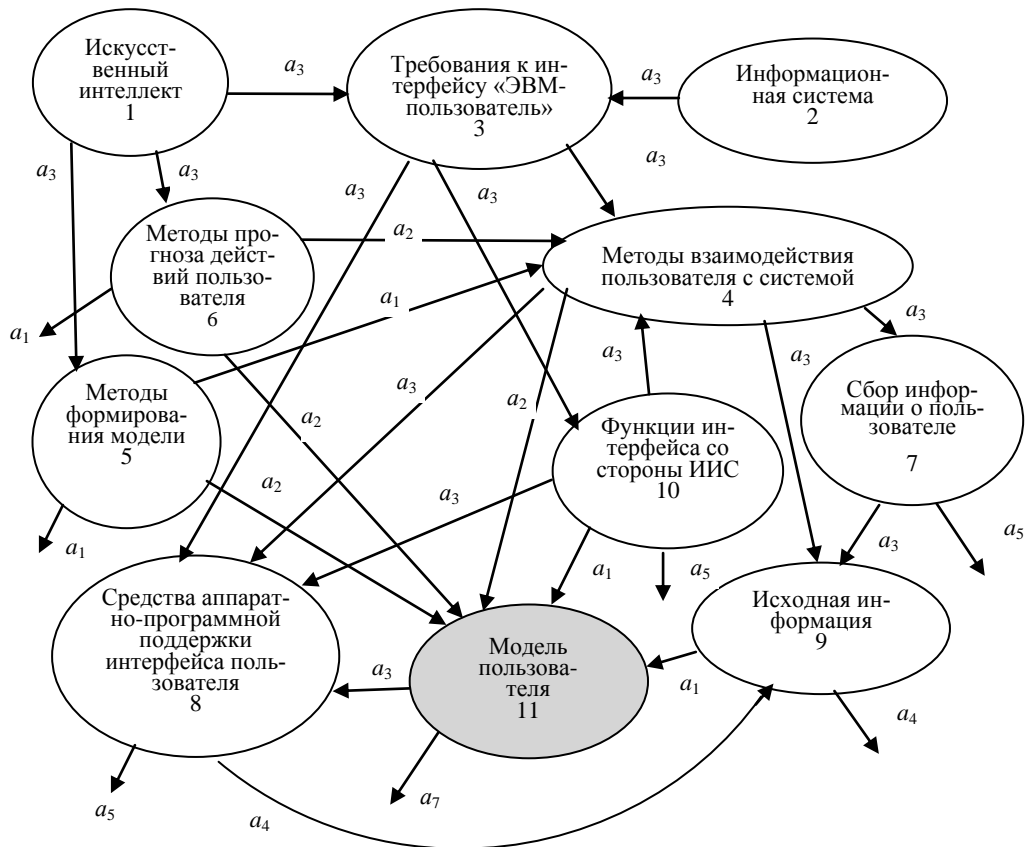 Искусст-
венный
интеллект
1
a3
Требования к ин-
терфейсу «ЭВМ-
пользователь»
3
a3
Информацион-
ная система
2
a3
a3
a3
a3
a3
Методы про-
гноза дейст-
вий пользо-
вателя
6
a2
Методы взаимодействия
пользователя с системой
4
a1
a1
a3
a3
a3
Методы
формирова-
ния модели
5
a3
a2
a2
Функции ин-
терфейса со
стороны ИИС
10
Сбор инфор-
мации о поль-
зователе
7
a2
a3
a1
a1
a5
a3
a5
Средства аппарат-
но-программной
поддержки
интерфейса поль-
зователя
8
Модель
пользова-
теля
11
Исходная ин-
формация
9
a3
a1
a4
a5
a4
a7